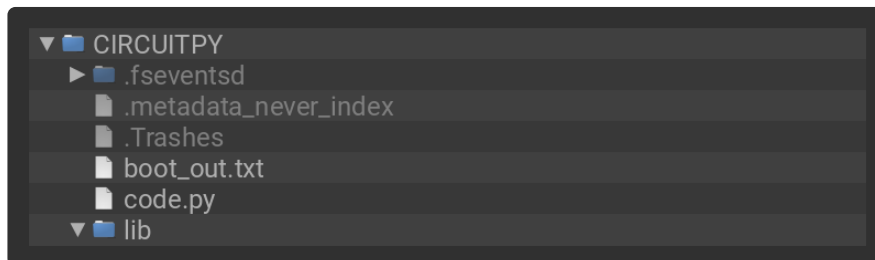 CIRCUITPY
.fseventsd
.metadata_never_index
.Trashes
boot_out.txt
code.py
lib